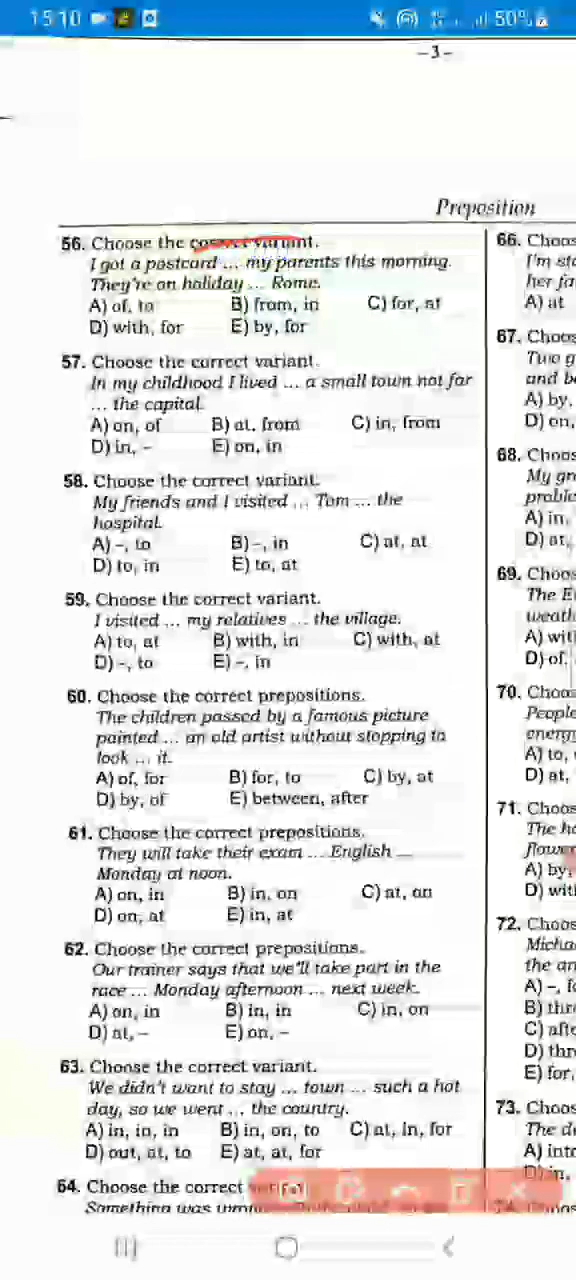 15:10
50%
-3-
Preposition
56. Choose the correct variant.
I got a postcard ... my parents this morning.
They're on holiday ... Rome.
A) of, to B) from, in C) for, at
D) with, for E) by, for
57. Choose the correct variant.
In my childhood I lived ... a small town not far
... the capital.
A) on, of B) at, from C) in, from
D) in, - E) on, in
58. Choose the correct variant.
My friends and I visited ... Tom ... the
hospital.
A) -, to B) -, in C) at, at
D) to, in E) to, at
59. Choose the correct variant.
I visited ... my relatives ... the village.
A) to, at B) with, in C) with, at
D) -, to E) -, in
60. Choose the correct prepositions.
The children passed by a famous picture
painted ... an old artist without stopping to
look ... it.
A) of, for B) for, to C) by, at
D) by, of E) between, after
61. Choose the correct prepositions.
They will take their exam ... English ...
Monday at noon.
A) on, in B) in, on C) at, on
D) on, at E) in, at
62. Choose the correct prepositions.
Our trainer says that we'll take part in the
race ... Monday afternoon ... next week.
A) on, in B) in, in C) in, on
D) at, - E) on, -
63. Choose the correct variant.
We didn't want to stay ... town ... such a hot
day, so we went ... the country.
A) in, in, in B) in, on, to C) at, in, for
D) out, at, to E) at, at, for
64. Choose the correct
Something was
66. Choos
I'm sta
her fa
A) at
67. Choos
Two g
and be
A) by,
D) on,
68. Choos
My gr
proble
A) in,
D) at,
69. Choos
The E
weath
A) wit
D) of,
70. Choos
People
energy
A) to,
D) at,
71. Choos
The ho
flower
A) by,
D) wit
72. Choos
Micha
the an
A) -, fo
B) thr
C) afte
D) thr
E) for,
73. Choos
The d
A) into
D) in,